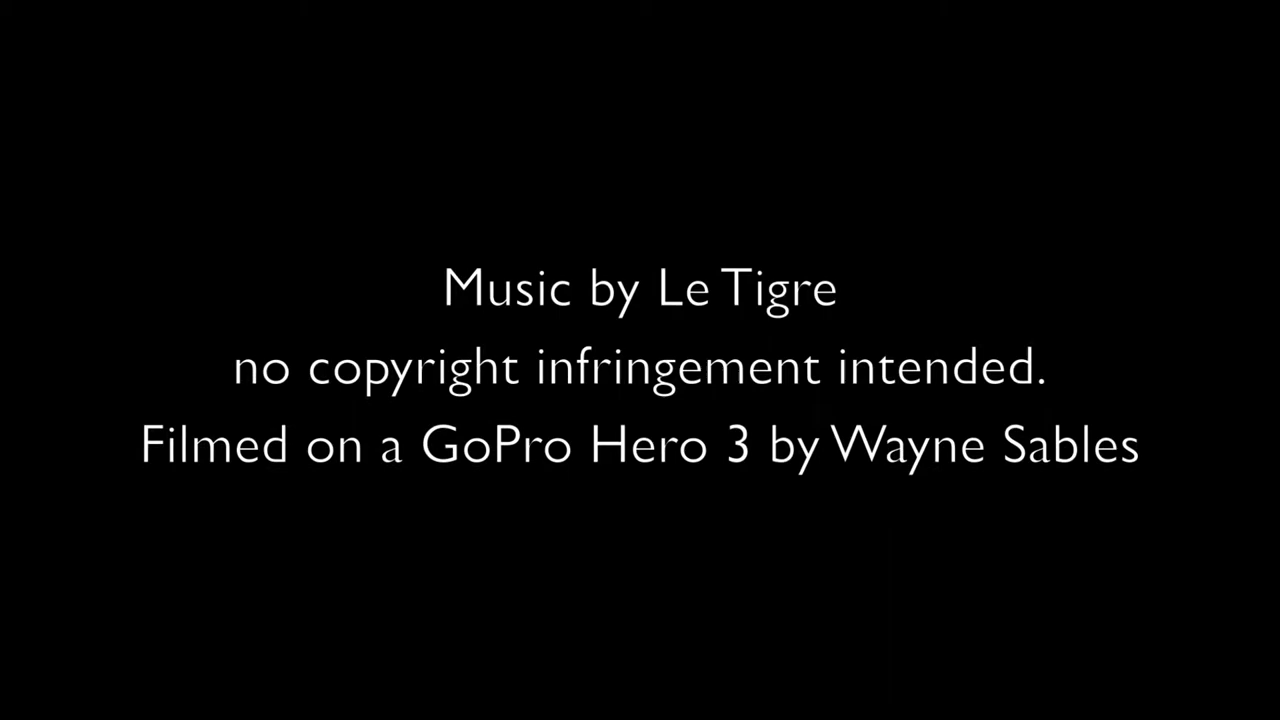 Music by Le Tigre
no copyright infringement intended.
Filmed on a GoPro Hero 3 by Wayne Sables